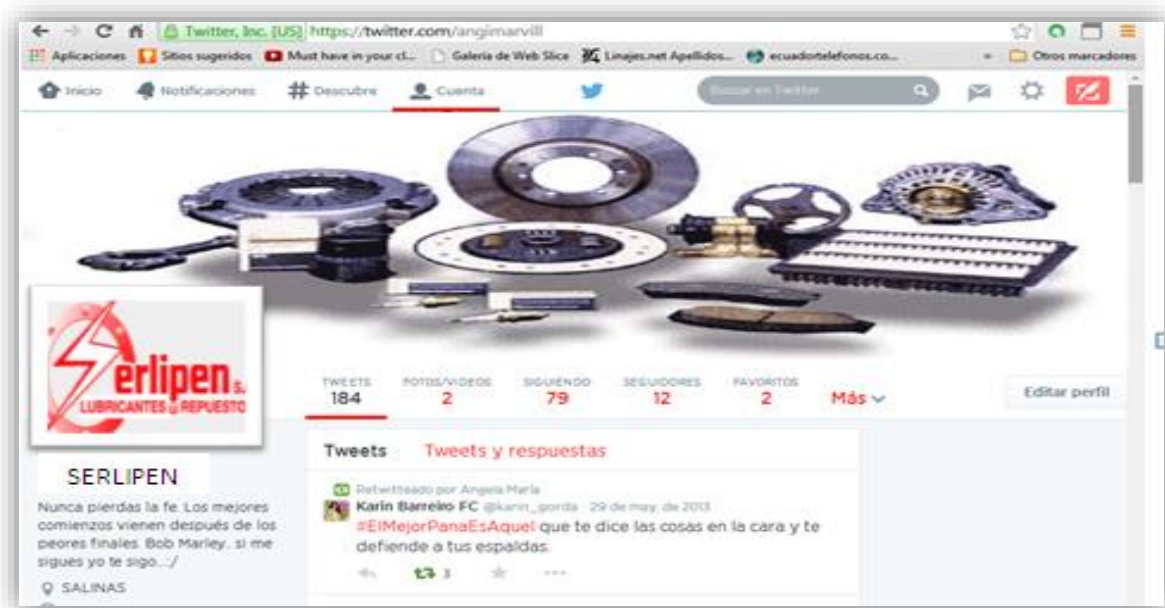 Twitter, Inc. [US] https://twitter.com/angimarvill
Aplicaciones Sitios sugeridos Must have in your cl... Galería de Web Slice Linajes.net Apellidos... ecuadortelefonos.co... » Otros marcadores
Inicio Notificaciones Descubre Cuenta Buscar en Twitter
Serlipen S.
LUBRICANTES REPUESTO
TWEETS FOTOS/VIDEOS SIGUIENDO SEGUIDORES FAVORITOS
184 2 79 12 2 Más Editar perfil
SERLIPEN
Nunca pierdas la fe. Los mejores
comienzos vienen después de los
peores finales. Bob Marley.. si me
sigues yo te sigo...:/
SALINAS
Tweets Tweets y respuestas
Retwitteado por Angela María
Karin Barreiro FC @karin_gorda · 29 de may. de 2013
#ElMejorPanaEsAquel que te dice las cosas en la cara y te
defiende a tus espaldas.
3